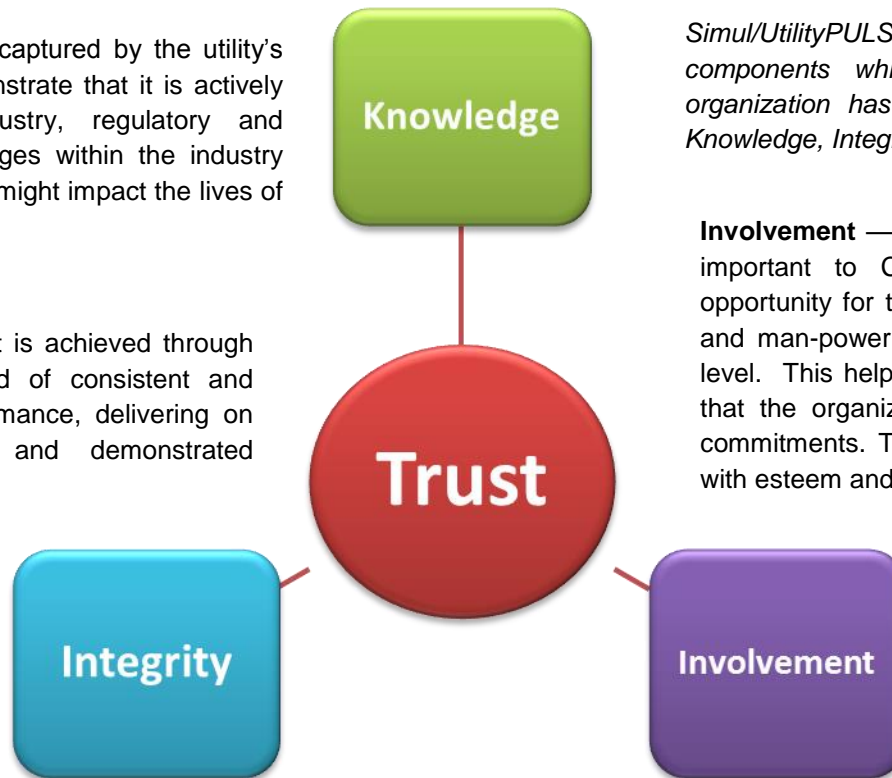 captured by the utility's
nstrate that it is actively
ustry, regulatory and
ges within the industry
might impact the lives of
Knowledge
Simul/UtilityPULS
components whi
organization has
Knowledge, Integr
Involvement —
important to C
opportunity for t
and man-power
level. This help
that the organiz
commitments. T
with esteem and
t is achieved through
d of consistent and
mance, delivering on
and demonstrated
Trust
Integrity
Involvement